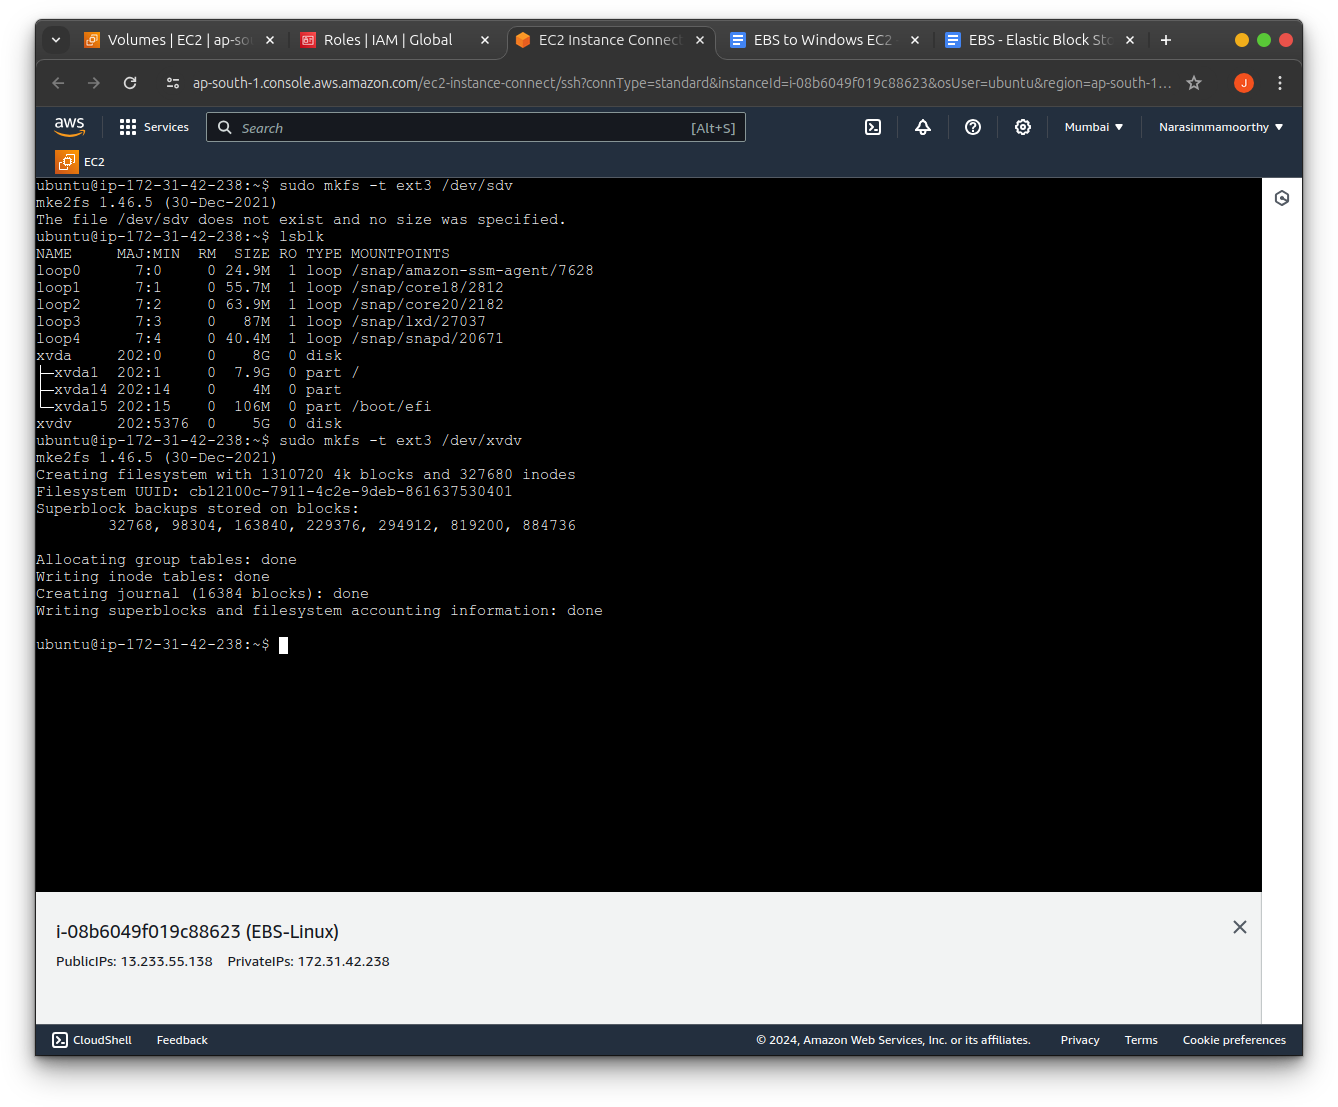 Volumes | EC2 | ap-so
Roles | IAM | Global
EC2 Instance Connect
EBS to Windows EC2
EBS - Elastic Block Sto
ap-south-1.console.aws.amazon.com/ec2-instance-connect/ssh?connType=standard&instanceId=i-08b6049f019c88623&osUser=ubuntu&region=ap-south-1...
J
aws
Services
Search
[Alt+S]
Mumbai
Narasimmamoorthy
EC2
ubuntu@ip-172-31-42-238:~$ sudo mkfs -t ext3 /dev/sdv
mke2fs 1.46.5 (30-Dec-2021)
The file /dev/sdv does not exist and no size was specified.
ubuntu@ip-172-31-42-238:~$ lsblk
NAME     MAJ:MIN  RM  SIZE RO TYPE MOUNTPOINTS
loop0      7:0     0 24.9M  1 loop /snap/amazon-ssm-agent/7628
loop1      7:1     0 55.7M  1 loop /snap/core18/2812
loop2      7:2     0 63.9M  1 loop /snap/core20/2182
loop3      7:3     0   87M  1 loop /snap/lxd/27037
loop4      7:4     0 40.4M  1 loop /snap/snapd/20671
xvda     202:0     0    8G  0 disk
├─xvda1  202:1     0  7.9G  0 part /
├─xvda14 202:14    0    4M  0 part
└─xvda15 202:15    0  106M  0 part /boot/efi
xvdv     202:5376  0    5G  0 disk
ubuntu@ip-172-31-42-238:~$ sudo mkfs -t ext3 /dev/xvdv
mke2fs 1.46.5 (30-Dec-2021)
Creating filesystem with 1310720 4k blocks and 327680 inodes
Filesystem UUID: cb12100c-7911-4c2e-9deb-861637530401
Superblock backups stored on blocks:
        32768, 98304, 163840, 229376, 294912, 819200, 884736
Allocating group tables: done
Writing inode tables: done
Creating journal (16384 blocks): done
Writing superblocks and filesystem accounting information: done
ubuntu@ip-172-31-42-238:~$
i-08b6049f019c88623 (EBS-Linux)
PublicIPs: 13.233.55.138 PrivateIPs: 172.31.42.238
CloudShell
Feedback
© 2024, Amazon Web Services, Inc. or its affiliates.
Privacy
Terms
Cookie preferences